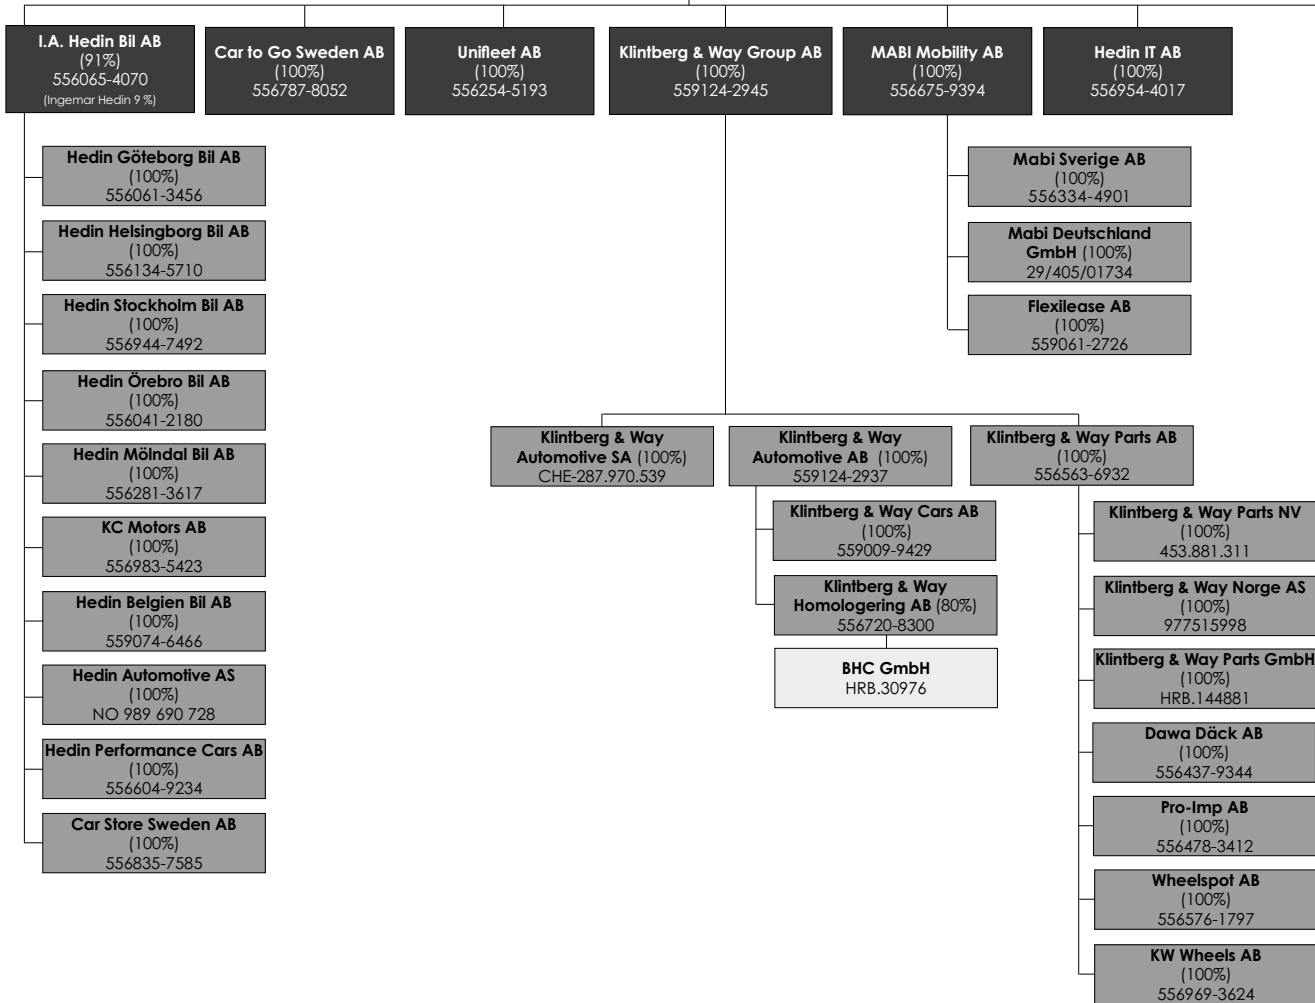 I.A. Hedin Bil AB
(91%)
556065-4070
(Ingemar Hedin 9 %)
Car to Go Sweden AB
(100%)
556787-8052
Unifleet AB
(100%)
556254-5193
Klintberg & Way Group AB
(100%)
559124-2945
MABI Mobility AB
(100%)
556675-9394
Hedin IT AB
(100%)
556954-4017
Hedin Göteborg Bil AB
(100%)
556061-3456
Hedin Helsingborg Bil AB
(100%)
556134-5710
Hedin Stockholm Bil AB
(100%)
556944-7492
Hedin Örebro Bil AB
(100%)
556041-2180
Hedin Mölndal Bil AB
(100%)
556281-3617
KC Motors AB
(100%)
556983-5423
Hedin Belgien Bil AB
(100%)
559074-6466
Hedin Automotive AS
(100%)
NO 989 690 728
Hedin Performance Cars AB
(100%)
556604-9234
Car Store Sweden AB
(100%)
556835-7585
Mabi Sverige AB
(100%)
556334-4901
Mabi Deutschland
GmbH (100%)
29/405/01734
Flexilease AB
(100%)
559061-2726
Klintberg & Way
Automotive SA (100%)
CHE-287.970.539
Klintberg & Way
Automotive AB (100%)
559124-2937
Klintberg & Way Cars AB
(100%)
559009-9429
Klintberg & Way
Homologering AB (80%)
556720-8300
BHC GmbH
HRB.30976
Klintberg & Way Parts AB
(100%)
556563-6932
Klintberg & Way Parts NV
(100%)
453.881.311
Klintberg & Way Norge AS
(100%)
977515998
Klintberg & Way Parts GmbH
(100%)
HRB.144881
Dawa Däck AB
(100%)
556437-9344
Pro-Imp AB
(100%)
556478-3412
Wheelspot AB
(100%)
556576-1797
KW Wheels AB
(100%)
556969-3624